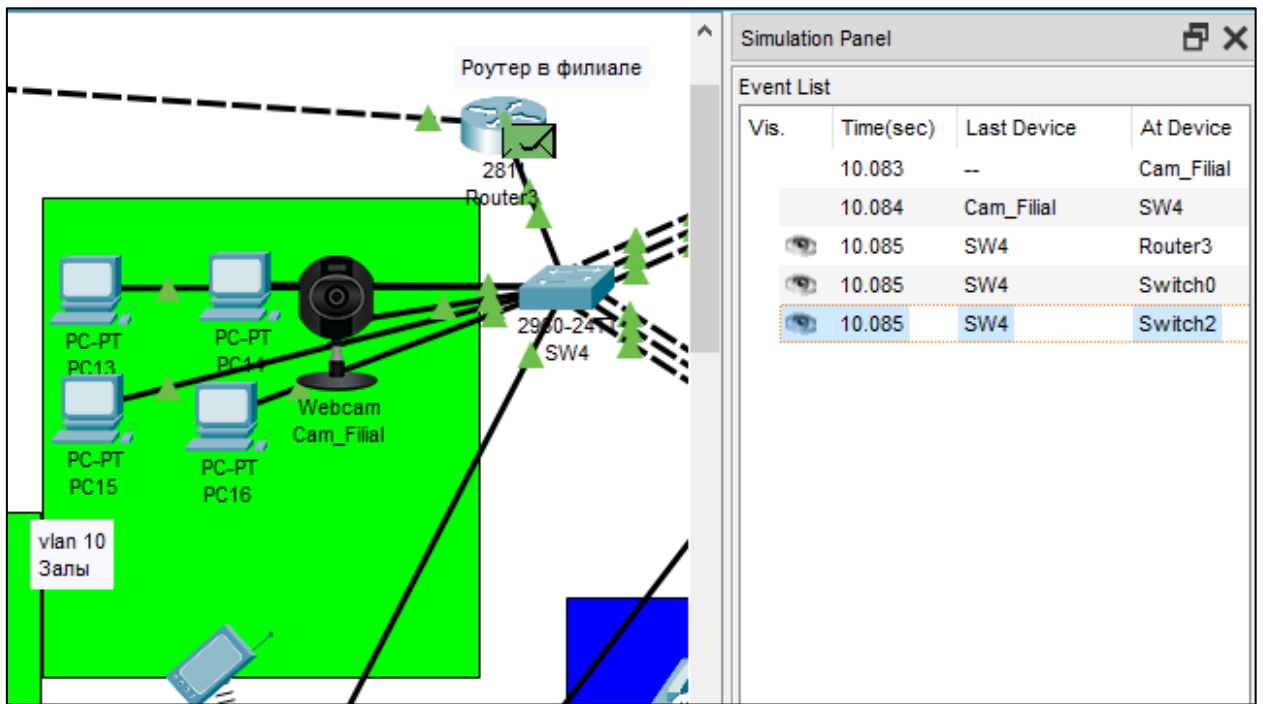 Роутер в филиале
2811
Router3
PC-PT
PC13
PC-PT
PC14
2960-24TT
SW4
Webcam
Cam_Filial
PC-PT
PC15
PC-PT
PC16
vlan 10
Залы
Simulation Panel
Event List
Vis. Time(sec) Last Device At Device
10.083 -- Cam_Filial
10.084 Cam_Filial SW4
10.085 SW4 Router3
10.085 SW4 Switch0
10.085 SW4 Switch2